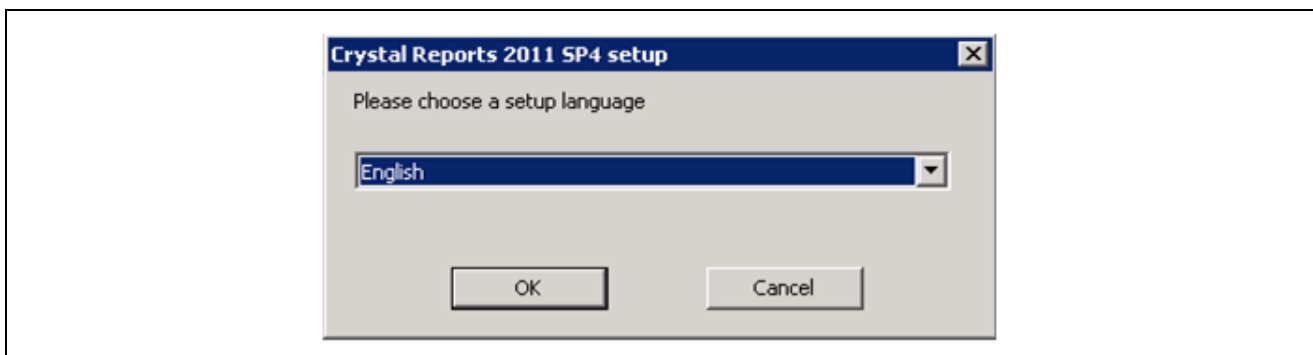 Crystal Reports 2011 SP4 setup
Please choose a setup language
English
OK
Cancel